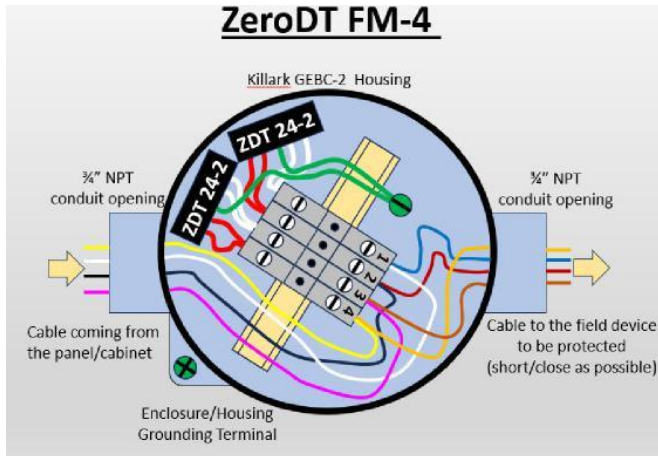 ZeroDT FM-4
Killark GEBC-2 Housing
ZDT 24-2
ZDT 24-2
¾” NPT
conduit opening
¾” NPT
conduit opening
1
2
3
4
Cable coming from
the panel/cabinet
Cable to the field device
to be protected
(short/close as possible)
Enclosure/Housing
Grounding Terminal